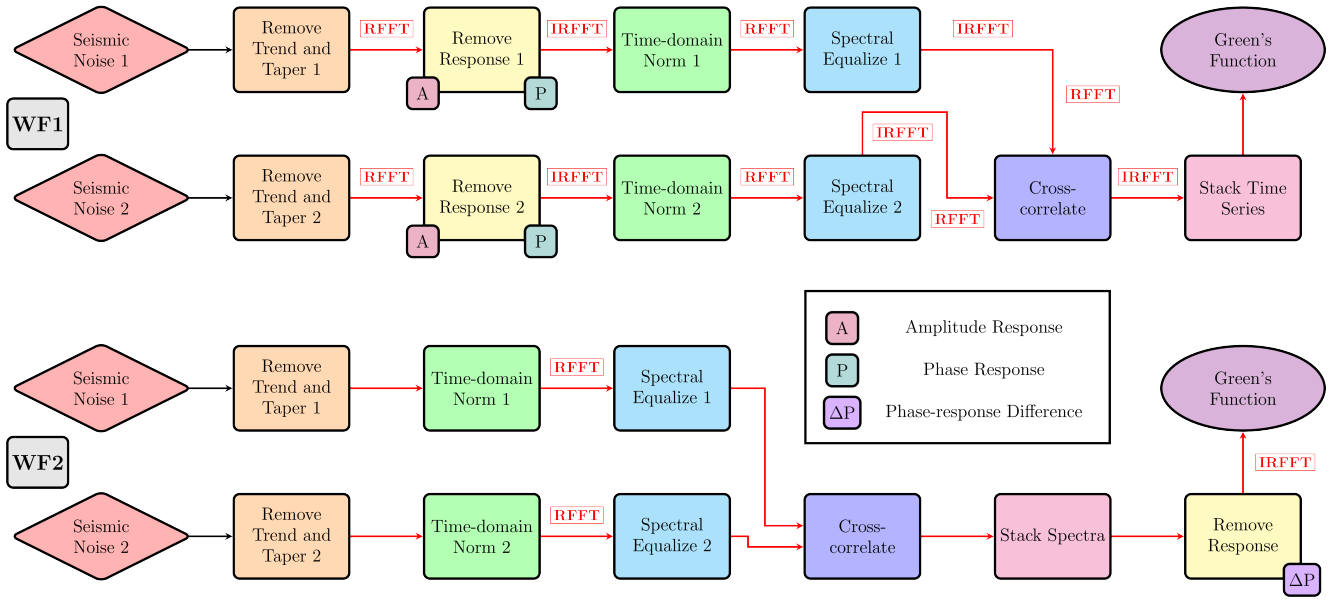 Seismic
Noise 1
Remove
Trend and
Taper 1
RFFT
Remove
Response 1
A
P
IRFFT
Time-domain
Norm 1
RFFT
Spectral
Equalize 1
IRFFT
RFFT
Green's
Function
WF1
Seismic
Noise 2
Remove
Trend and
Taper 2
RFFT
Remove
Response 2
A
P
IRFFT
Time-domain
Norm 2
RFFT
Spectral
Equalize 2
IRFFT
RFFT
Cross-
correlate
IRFFT
Stack Time
Series
A
Amplitude Response
P
Phase Response
ΔP
Phase-response Difference
Seismic
Noise 1
Remove
Trend and
Taper 1
Time-domain
Norm 1
RFFT
Spectral
Equalize 1
Green's
Function
WF2
IRFFT
Seismic
Noise 2
Remove
Trend and
Taper 2
Time-domain
Norm 2
RFFT
Spectral
Equalize 2
Cross-
correlate
Stack Spectra
Remove
Response
ΔP